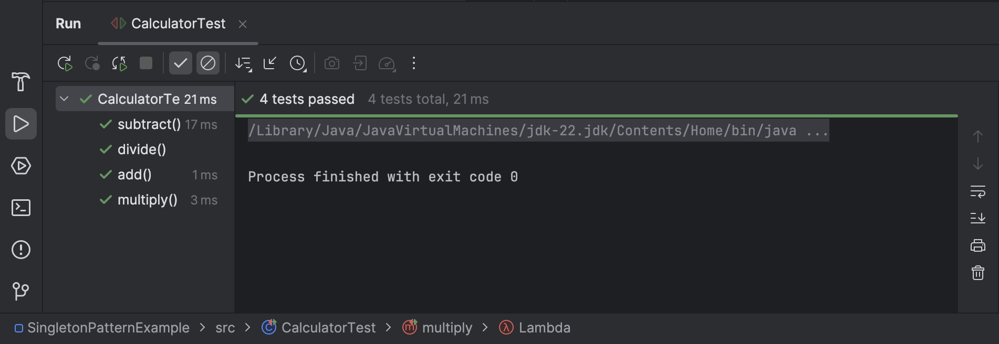 Run CalculatorTest
CalculatorTe 21 ms
subtract() 17 ms
divide()
add() 1 ms
multiply() 3 ms
4 tests passed 4 tests total, 21 ms
/Library/Java/JavaVirtualMachines/jdk-22.jdk/Contents/Home/bin/java ...
Process finished with exit code 0
SingletonPatternExample > src > CalculatorTest > multiply > Lambda